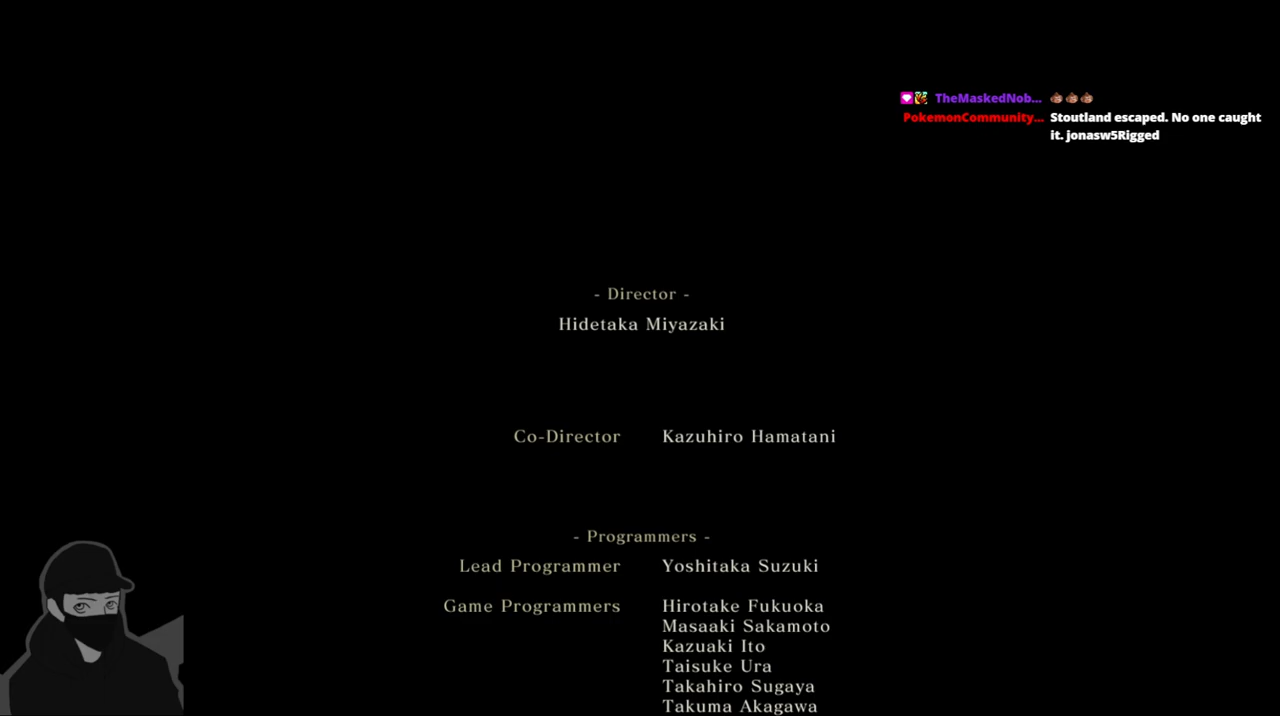 TheMaskedNob...
PokemonCommunity... Stoutland escaped. No one caught
it. jonasw5Rigged
- Director -
Hidetaka Miyazaki
Co-Director Kazuhiro Hamatani
- Programmers -
Lead Programmer Yoshitaka Suzuki
Game Programmers Hirotake Fukuoka
Masaaki Sakamoto
Kazuaki Ito
Taisuke Ura
Takahiro Sugaya
Takuma Akagawa